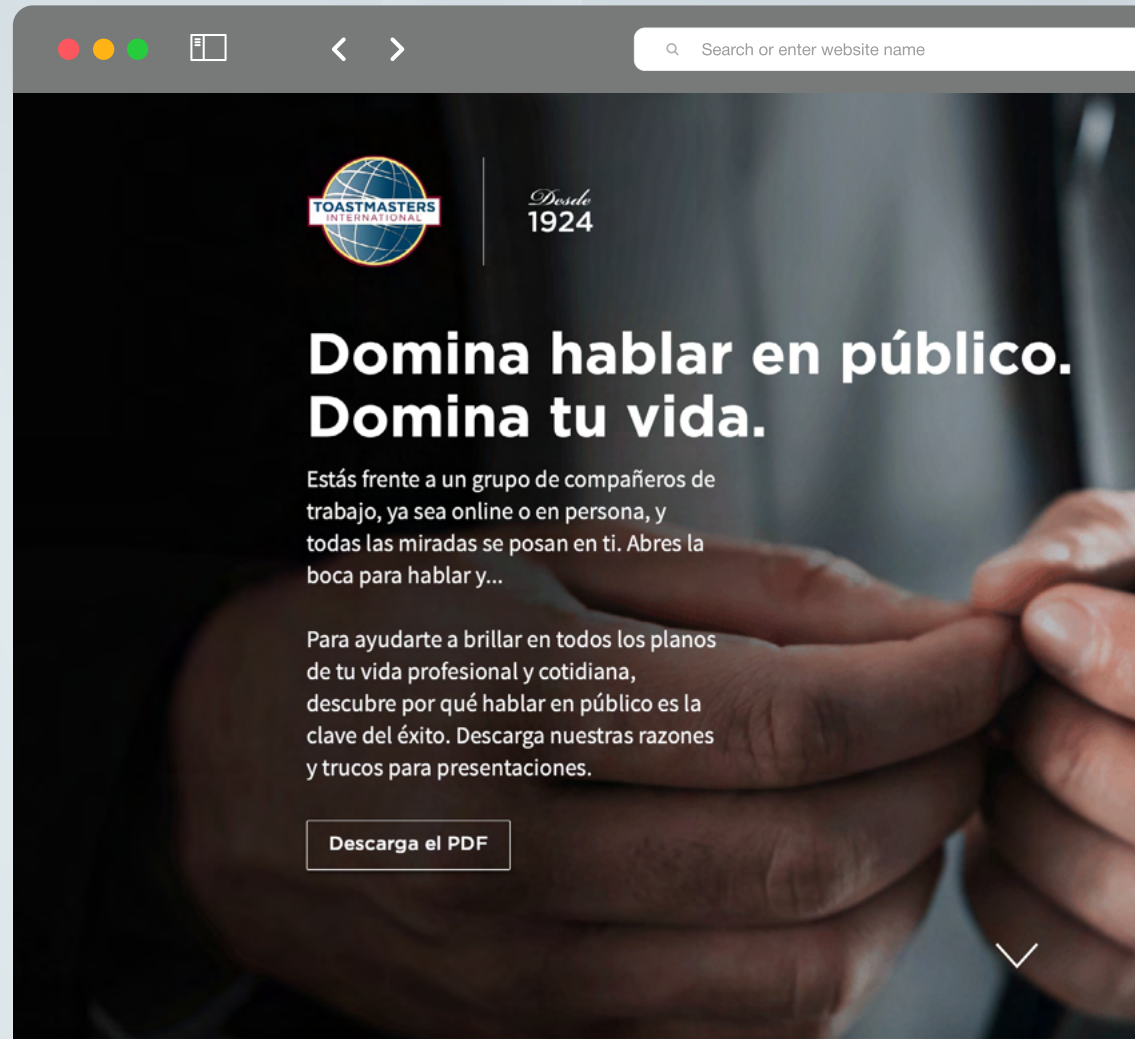 Search or enter website name
TOASTMASTERS
INTERNATIONAL
Desde
1924
Domina hablar en público.
Domina tu vida.
Estás frente a un grupo de compañeros de
trabajo, ya sea online o en persona, y
todas las miradas se posan en ti. Abres la
boca para hablar y...
Para ayudarte a brillar en todos los planos
de tu vida profesional y cotidiana,
descubre por qué hablar en público es la
clave del éxito. Descarga nuestras razones
y trucos para presentaciones.
Descarga el PDF